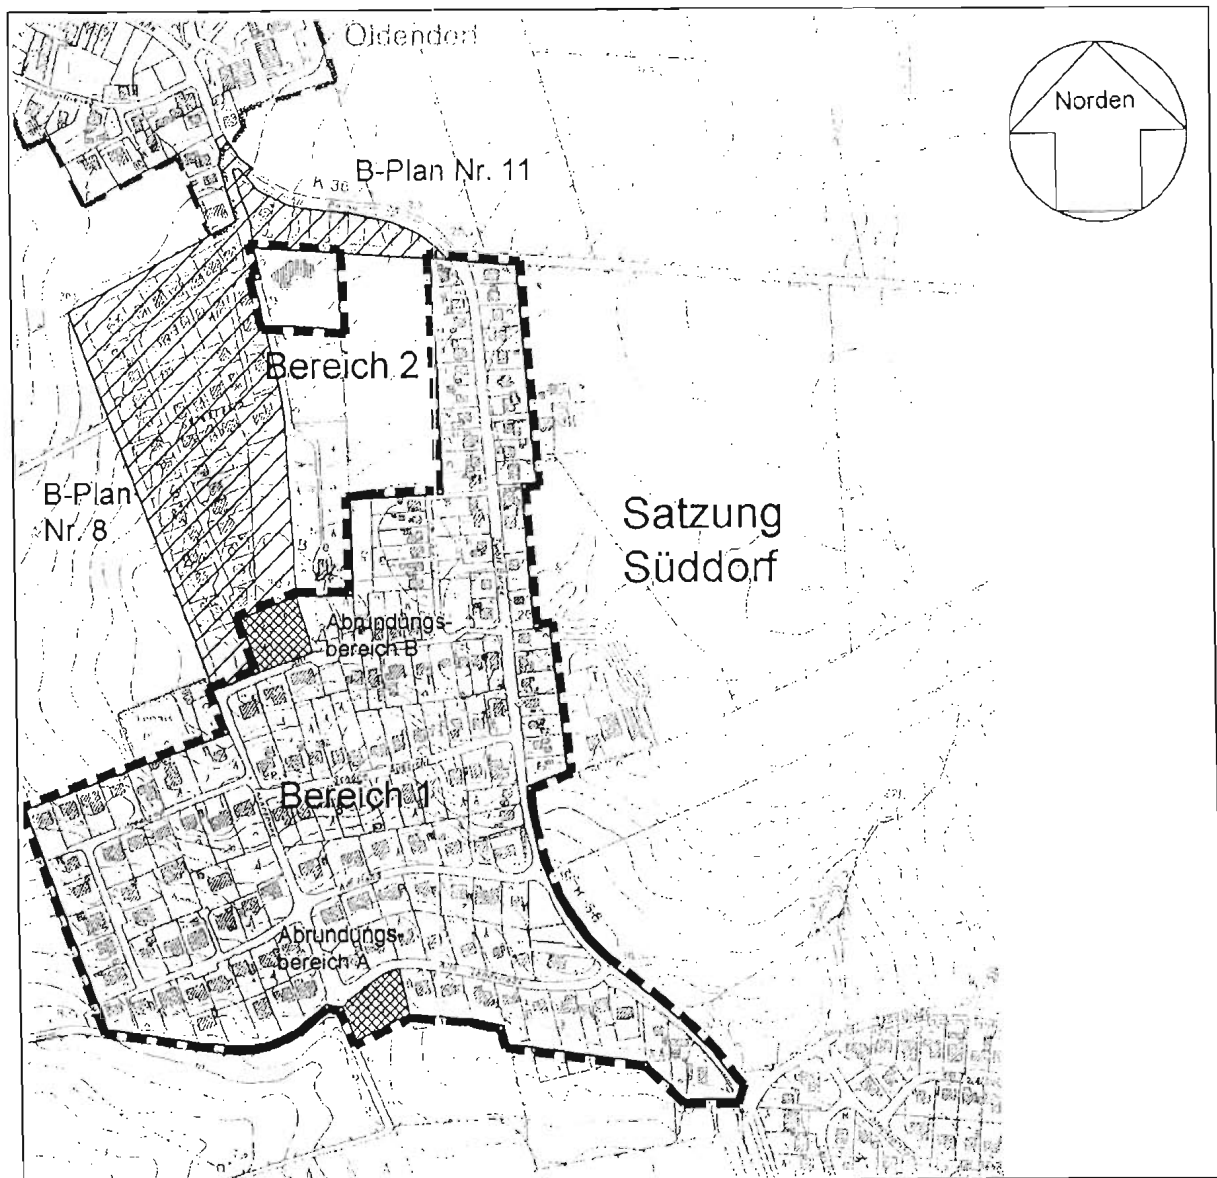 Oldendorf
Norden
B-Plan Nr. 11
K 36
Bereich 2
B-Plan
Nr. 8
Satzung
Süddorf
Abrundungs-
bereich B
Bereich 1
Abrundungs-
bereich A